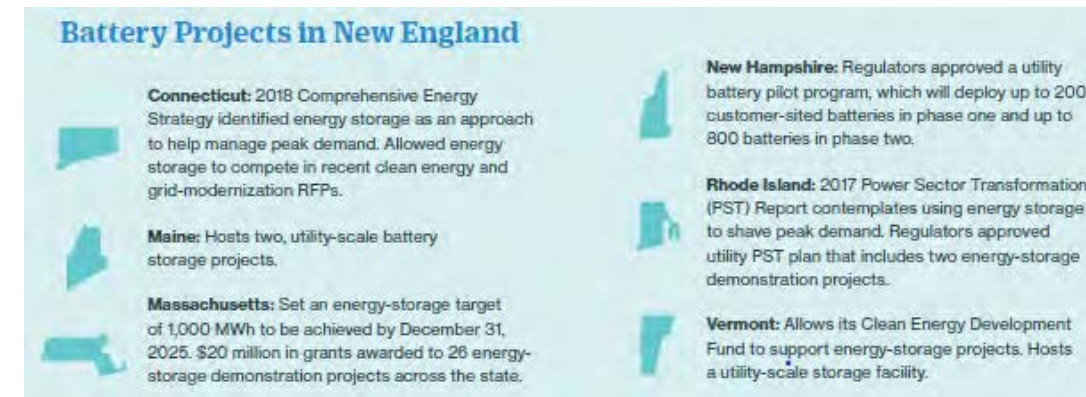 Battery Projects in New England
Connecticut: 2018 Comprehensive Energy
Strategy identified energy storage as an approach
to help manage peak demand. Allowed energy
storage to compete in recent clean energy and
grid-modernization RFPs.
Maine: Hosts two, utility-scale battery
storage projects.
Massachusetts: Set an energy-storage target
of 1,000 MWh to be achieved by December 31,
2025. $20 million in grants awarded to 26 energy-
storage demonstration projects across the state.
New Hampshire: Regulators approved a utility
battery pilot program, which will deploy up to 200
customer-sited batteries in phase one and up to
800 batteries in phase two.
Rhode Island: 2017 Power Sector Transformation
(PST) Report contemplates using energy storage
to shave peak demand. Regulators approved
utility PST plan that includes two energy-storage
demonstration projects.
Vermont: Allows its Clean Energy Development
Fund to support energy-storage projects. Hosts
a utility-scale storage facility.